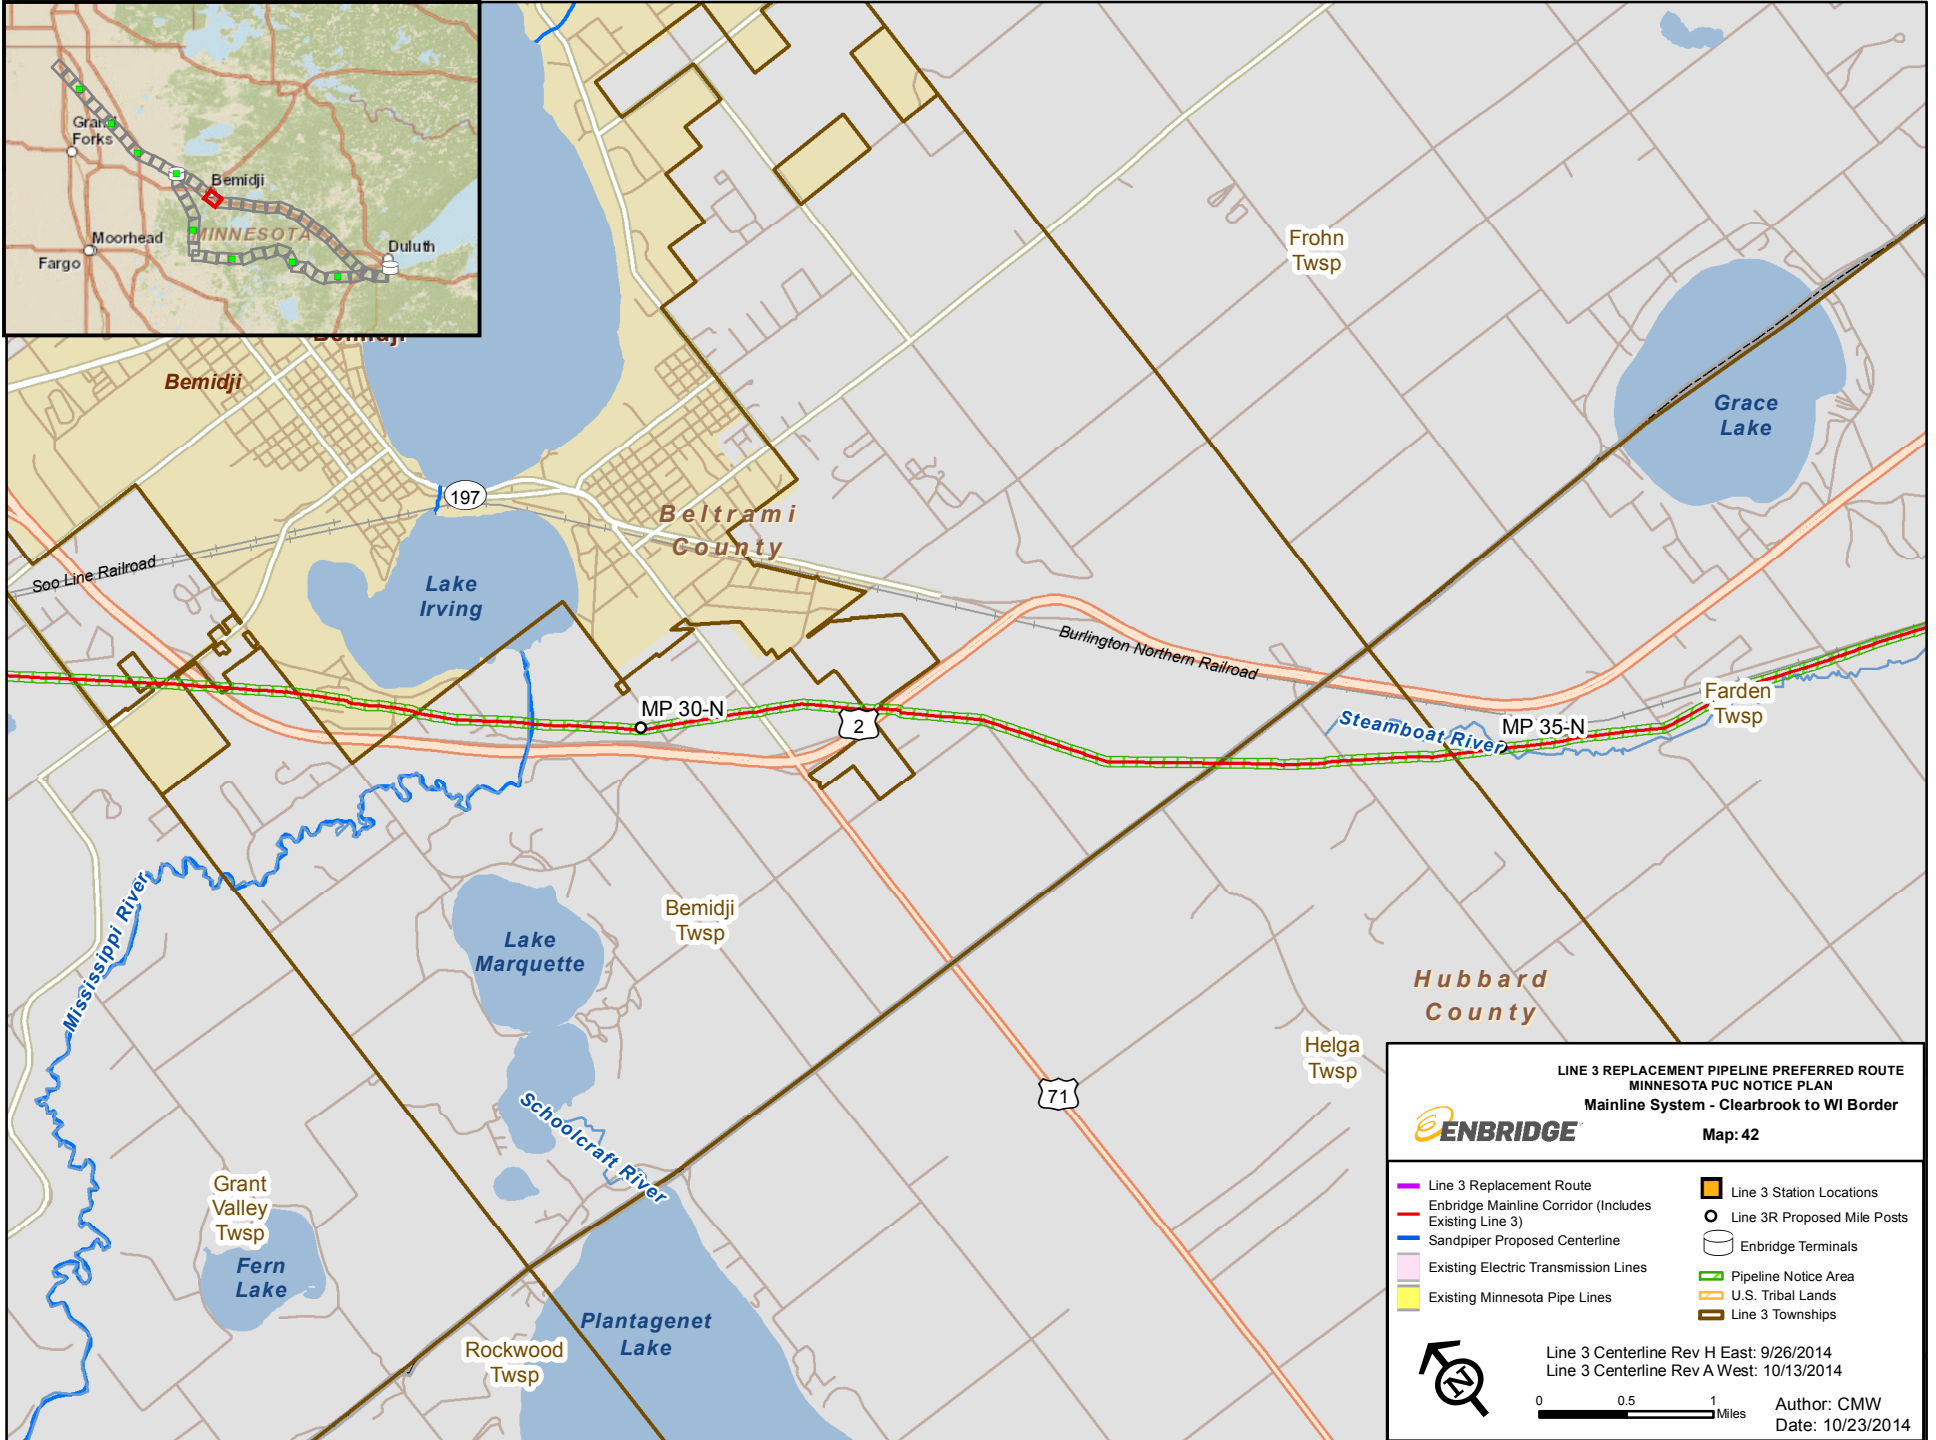 Grand
Forks
Bemidji
Moorhead
MINNESOTA
Fargo
Duluth
Bemidji
Bemidji
197
Beltrami
County
Soo Line Railroad
Lake
Irving
Frohn
Twsp
Grace
Lake
Burlington Northern Railroad
MP 30-N
2
Steamboat River
MP 35-N
Farden
Twsp
Mississippi River
Lake
Marquette
Bemidji
Twsp
Hubbard
County
Helga
Twsp
71
Schoolcraft River
Grant
Valley
Twsp
Fern
Lake
Plantagenet
Lake
Rockwood
Twsp
LINE 3 REPLACEMENT PIPELINE PREFERRED ROUTE
MINNESOTA PUC NOTICE PLAN
Mainline System - Clearbrook to WI Border
ENBRIDGE
Map: 42
Line 3 Replacement Route
Enbridge Mainline Corridor (Includes
Existing Line 3)
Sandpiper Proposed Centerline
Existing Electric Transmission Lines
Existing Minnesota Pipe Lines
Line 3 Station Locations
Line 3R Proposed Mile Posts
Enbridge Terminals
Pipeline Notice Area
U.S. Tribal Lands
Line 3 Townships
N
Line 3 Centerline Rev H East: 9/26/2014
Line 3 Centerline Rev A West: 10/13/2014
0 0.5 1
Miles
Author: CMW
Date: 10/23/2014